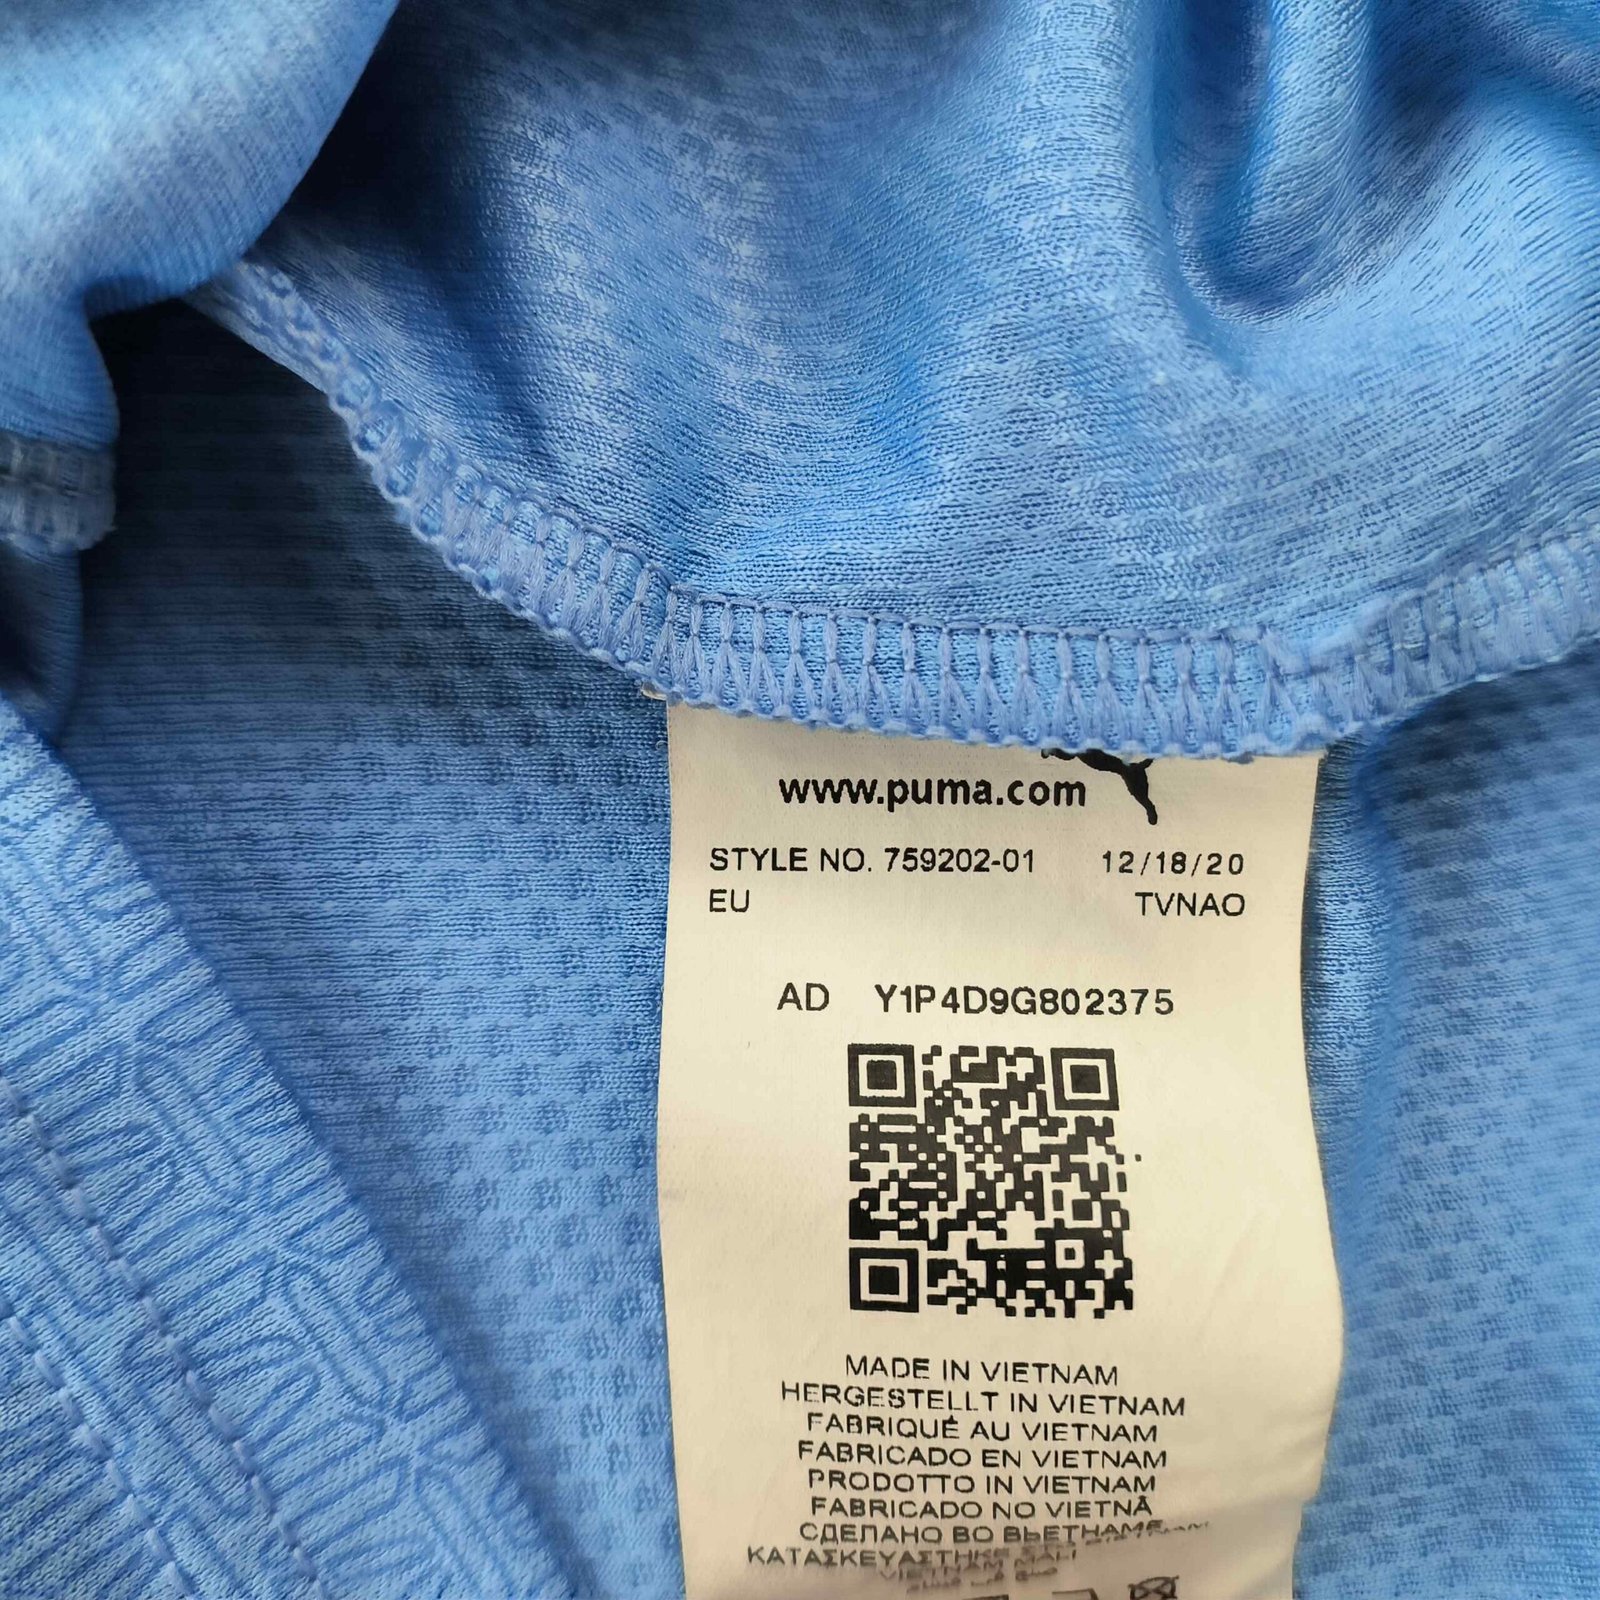 www.puma.com
STYLE NO. 759202-01 12/18/20
EU TVNAO
AD Y1P4D9G802375
MADE IN VIETNAM
HERGESTELLT IN VIETNAM
FABRIQUÉ AU VIETNAM
FABRICADO EN VIETNAM
PRODOTTO IN VIETNAM
FABRICADO NO VIETNÃ
СДЕЛАНО ВО ВЬЕТНАМЕ